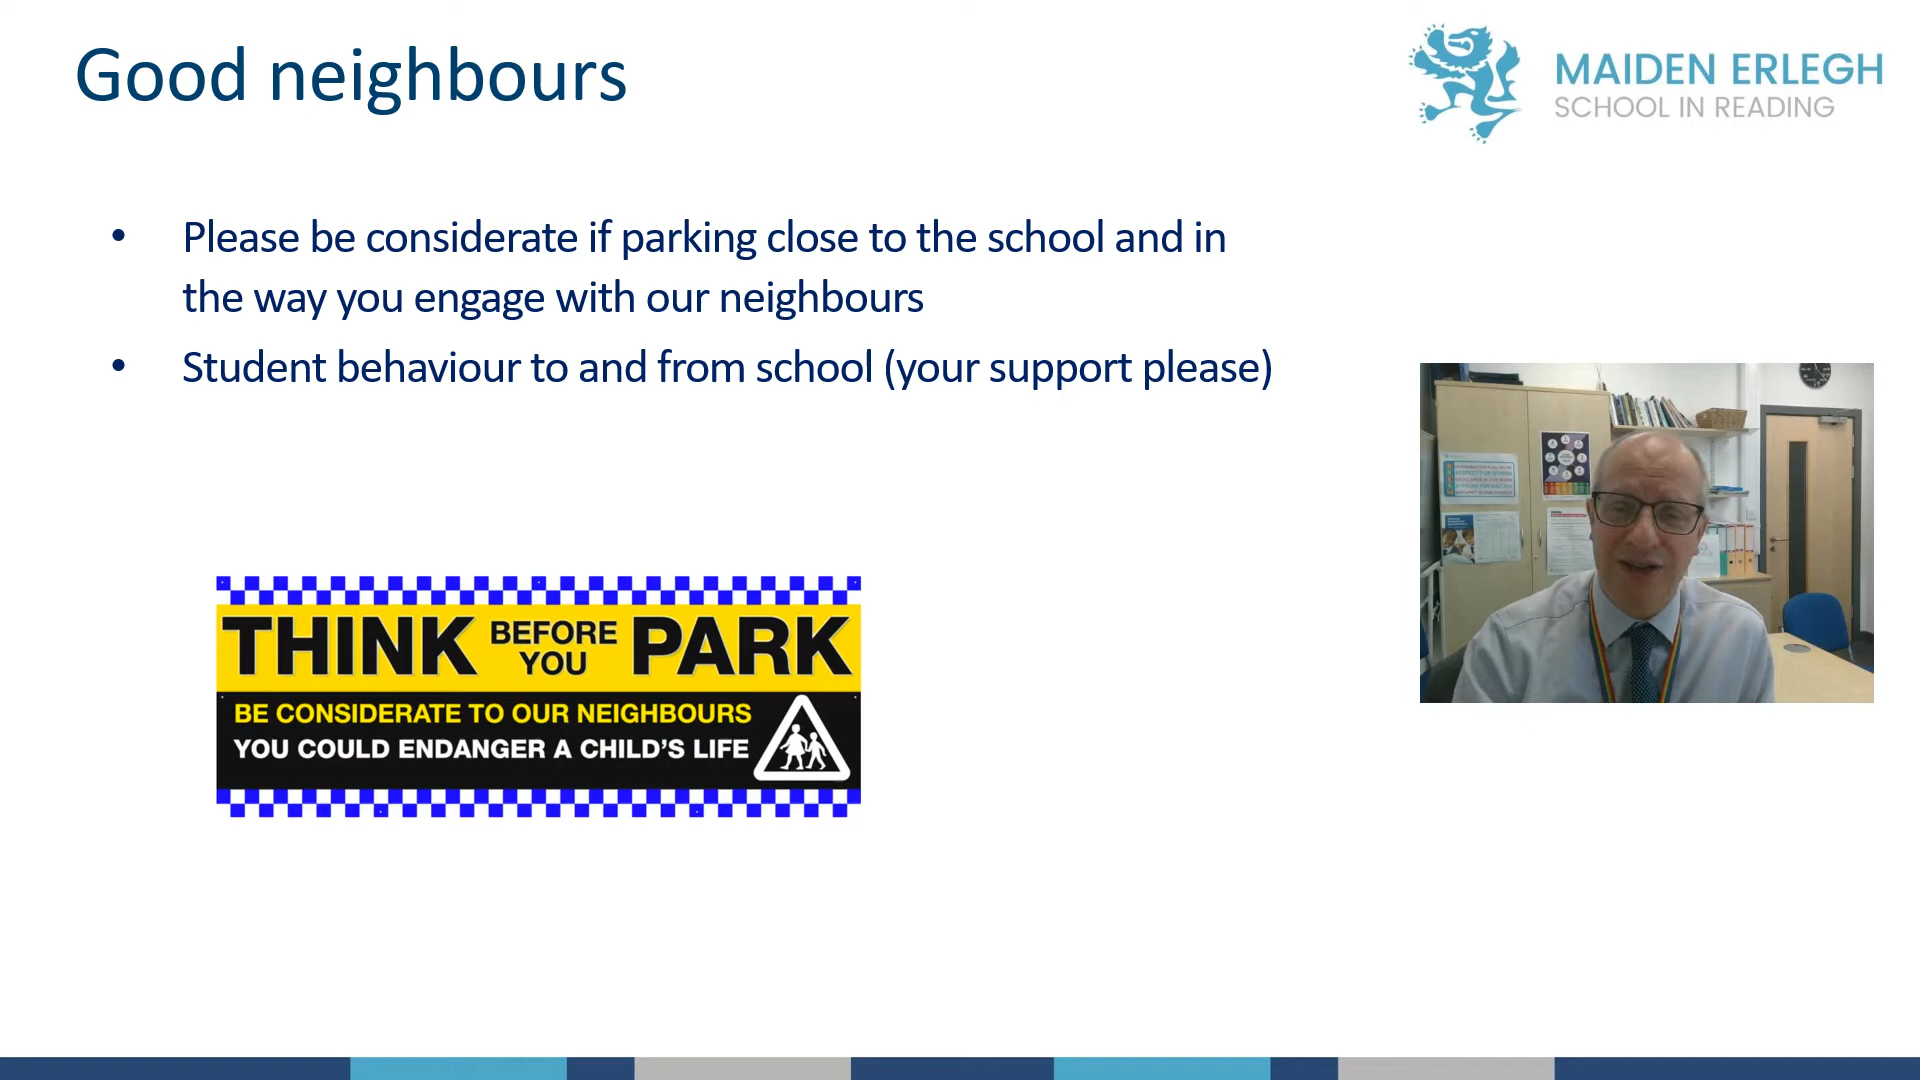 Good neighbours
MAIDEN ERLEGH
SCHOOL IN READING
• Please be considerate if parking close to the school and in
the way you engage with our neighbours
• Student behaviour to and from school (your support please)
THINK BEFORE YOU PARK
BE CONSIDERATE TO OUR NEIGHBOURS
YOU COULD ENDANGER A CHILD'S LIFE